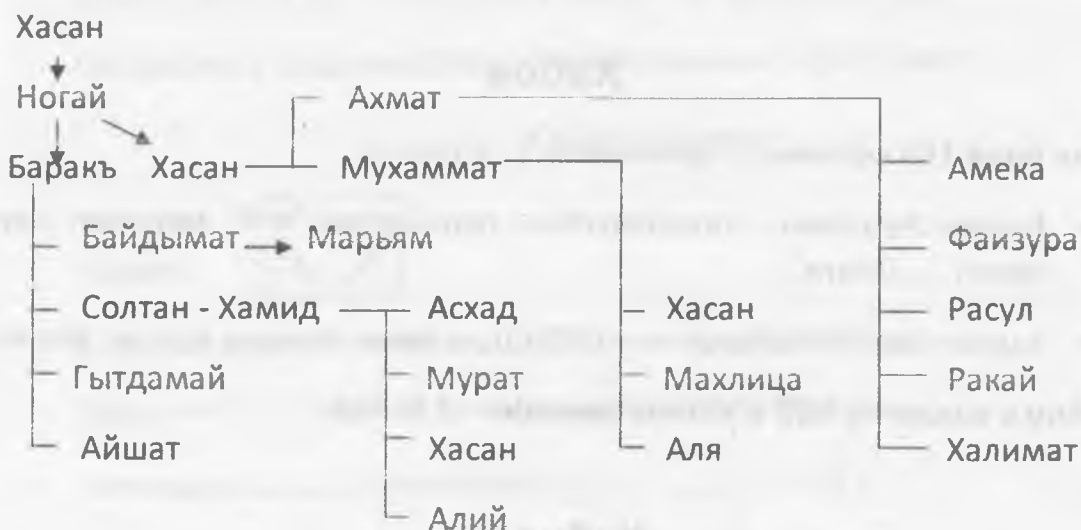 Хасан
Ногай Ахмат
Баракъ Хасан Мухаммат Амека
Байдымат Марьям Фаизура
Солтан - Хамид Асхад Хасан Расул
Гытдамай Мурат Махлица Ракай
Айшат Хасан Аля Халимат
Алий